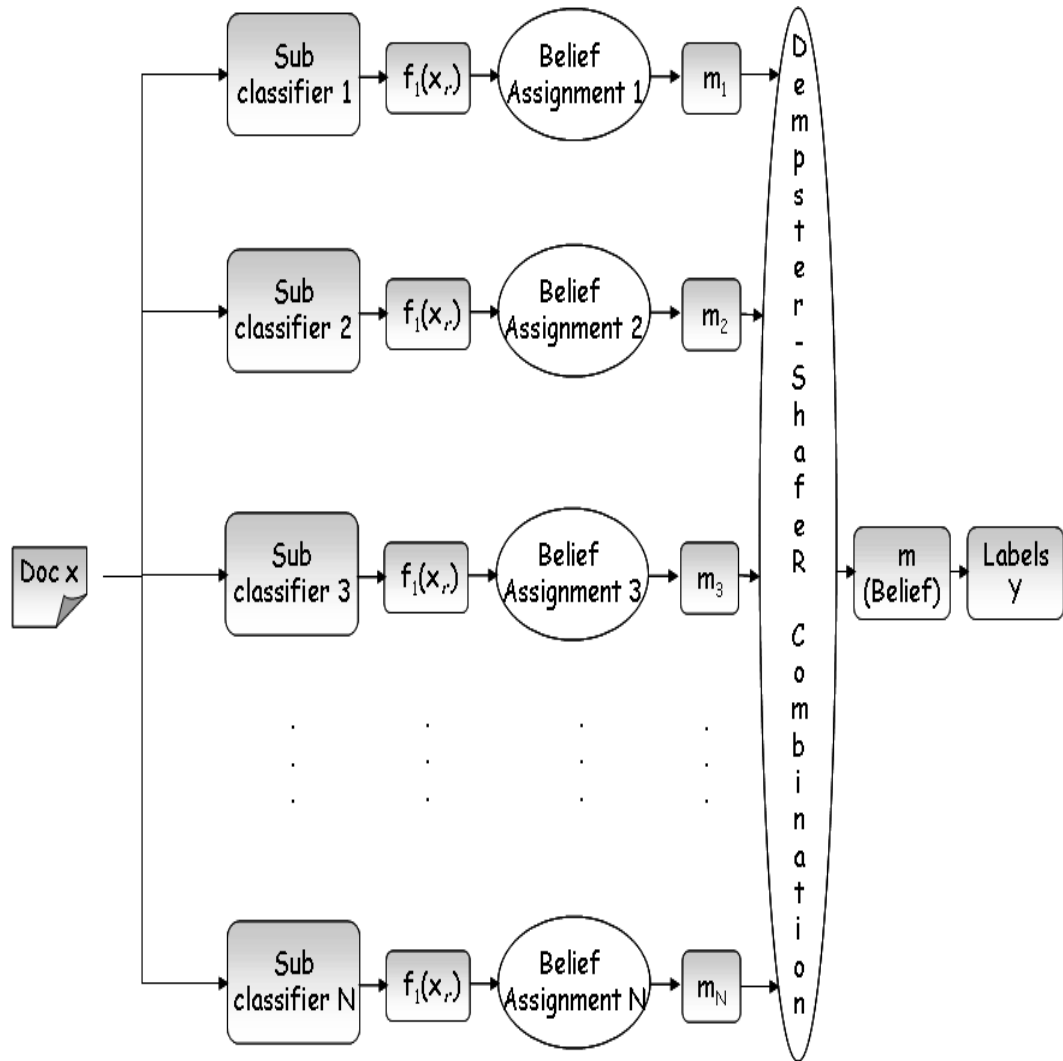 Sub
classifier 1
f₁(x,r.)
Belief
Assignment 1
m₁
Sub
classifier 2
f₁(x,r.)
Belief
Assignment 2
m₂
Doc x
Sub
classifier 3
f₁(x,r.)
Belief
Assignment 3
m₃
Sub
classifier N
f₁(x,r.)
Belief
Assignment N
m_N
Dempster-ShafeR Combination
m
(Belief)
Labels
Y